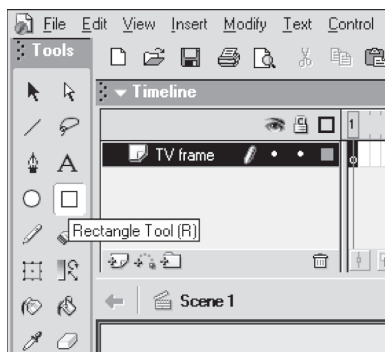 File Edit View Insert Modify Text Control
Tools
Timeline
1
TV frame
A
Rectangle Tool (R)
Scene 1